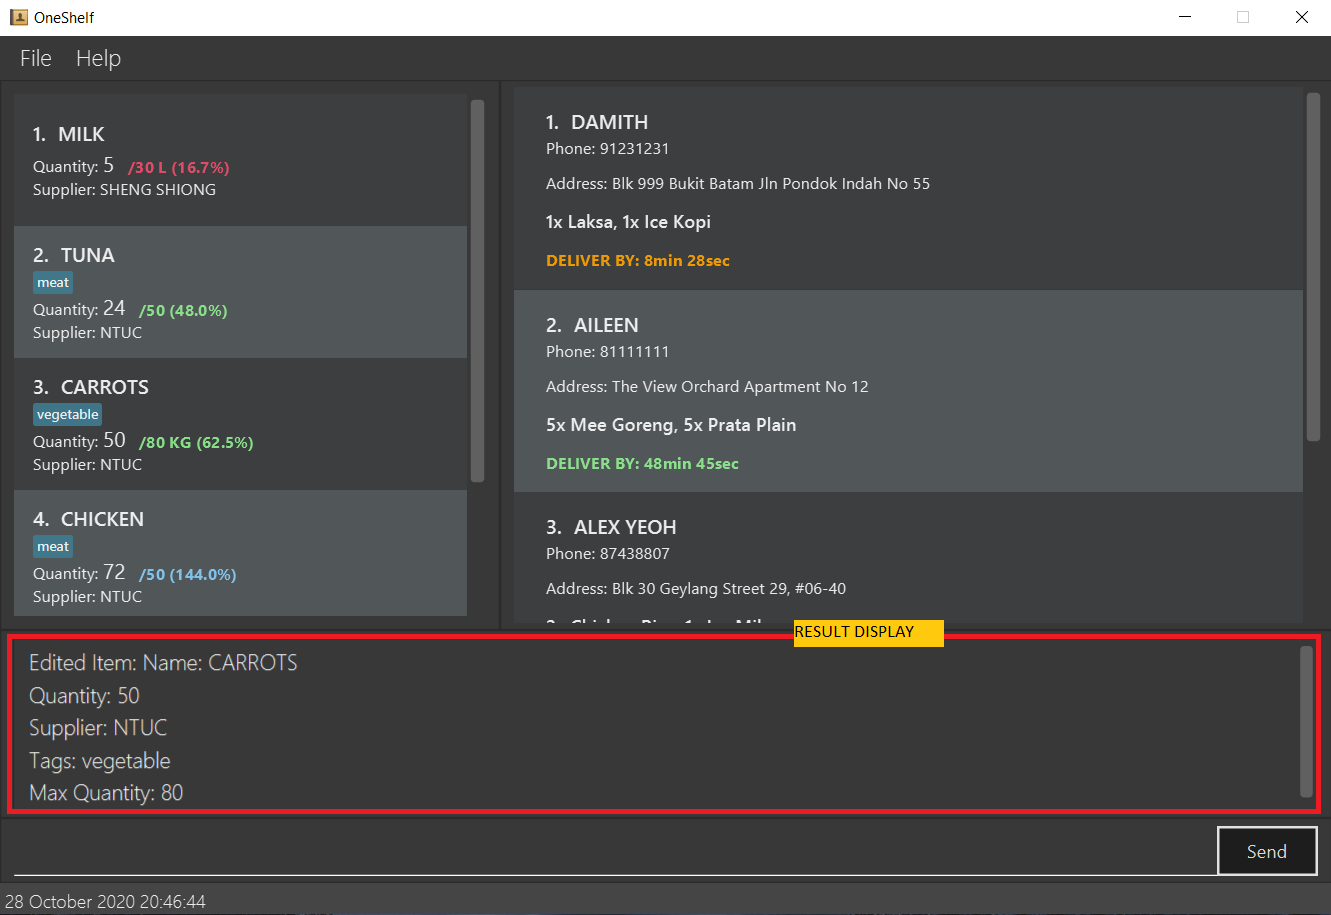 OneShelf
File Help
1. MILK
Quantity: 5 /30 L (16.7%)
Supplier: SHENG SHIONG
2. TUNA
meat
Quantity: 24 /50 (48.0%)
Supplier: NTUC
3. CARROTS
vegetable
Quantity: 50 /80 KG (62.5%)
Supplier: NTUC
4. CHICKEN
meat
Quantity: 72 /50 (144.0%)
Supplier: NTUC
1. DAMITH
Phone: 91231231
Address: Blk 999 Bukit Batam Jln Pondok Indah No 55
1x Laksa, 1x Ice Kopi
DELIVER BY: 8min 28sec
2. AILEEN
Phone: 81111111
Address: The View Orchard Apartment No 12
5x Mee Goreng, 5x Prata Plain
DELIVER BY: 48min 45sec
3. ALEX YEOH
Phone: 87438807
Address: Blk 30 Geylang Street 29, #06-40
RESULT DISPLAY
Edited Item: Name: CARROTS
Quantity: 50
Supplier: NTUC
Tags: vegetable
Max Quantity: 80
Send
28 October 2020 20:46:44